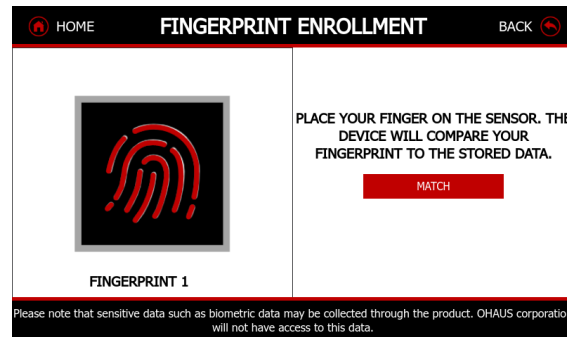 HOME
FINGERPRINT ENROLLMENT
BACK
PLACE YOUR FINGER ON THE SENSOR. THE
DEVICE WILL COMPARE YOUR
FINGERPRINT TO THE STORED DATA.
MATCH
FINGERPRINT 1
Please note that sensitive data such as biometric data may be collected through the product. OHAUS corporatio
will not have access to this data.